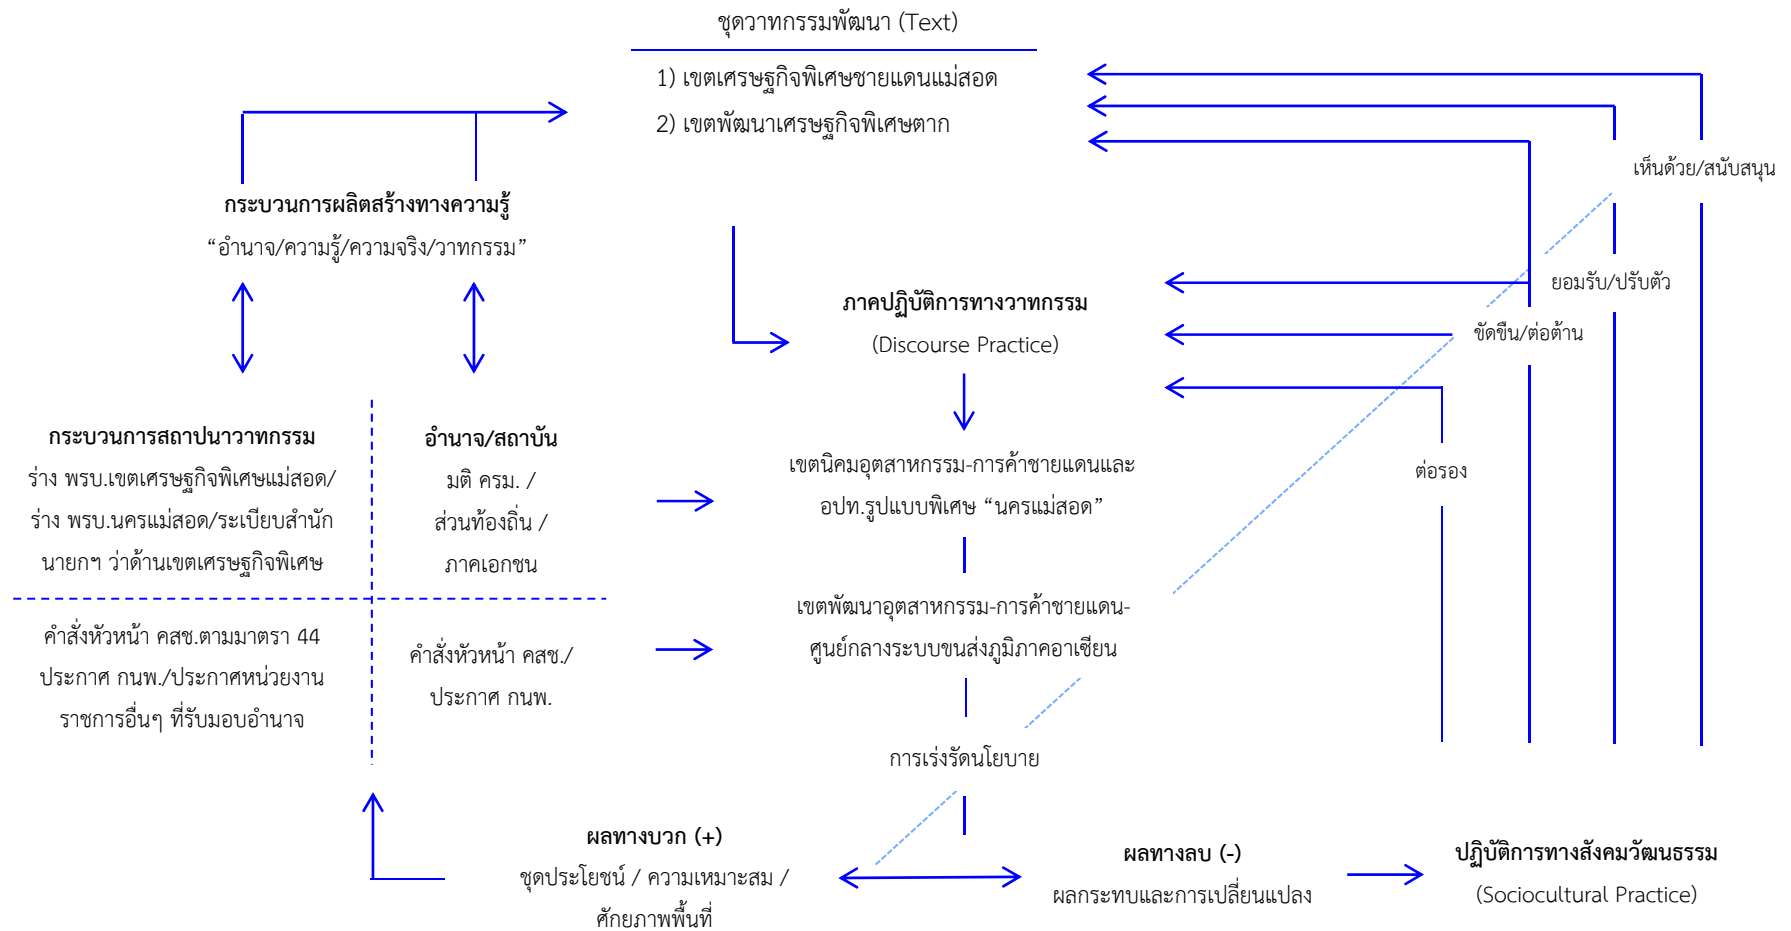 ชุดวาทกรรมพัฒนา (Text)
1) เขตเศรษฐกิจพิเศษชายแดนแม่สอด
2) เขตพัฒนาเศรษฐกิจพิเศษตาก
เห็นด้วย/สนับสนุน
กระบวนการผลิตสร้างทางความรู้
“อำนาจ/ความรู้/ความจริง/วาทกรรม”
ยอมรับ/ปรับตัว
ภาคปฏิบัติการทางวาทกรรม
(Discourse Practice)
ขัดขืน/ต่อต้าน
กระบวนการสถาปนาวาทกรรม
ร่าง พรบ.เขตเศรษฐกิจพิเศษแม่สอด/
ร่าง พรบ.นครแม่สอด/ระเบียบสำนัก
นายกฯ ว่าด้านเขตเศรษฐกิจพิเศษ
อำนาจ/สถาบัน
มติ ครม. /
ส่วนท้องถิ่น /
ภาคเอกชน
เขตนิคมอุตสาหกรรม-การค้าชายแดนและ
อปท.รูปแบบพิเศษ “นครแม่สอด”
ต่อรอง
คำสั่งหัวหน้า คสช.ตามมาตรา 44
ประกาศ กนพ./ประกาศหน่วยงาน
ราชการอื่นๆ ที่รับมอบอำนาจ
คำสั่งหัวหน้า คสช./
ประกาศ กนพ.
เขตพัฒนาอุตสาหกรรม-การค้าชายแดน-
ศูนย์กลางระบบขนส่งภูมิภาคอาเซียน
การเร่งรัดนโยบาย
ผลทางบวก (+)
ชุดประโยชน์ / ความเหมาะสม /
ศักยภาพพื้นที่
ผลทางลบ (-)
ผลกระทบและการเปลี่ยนแปลง
ปฏิบัติการทางสังคมวัฒนธรรม
(Sociocultural Practice)